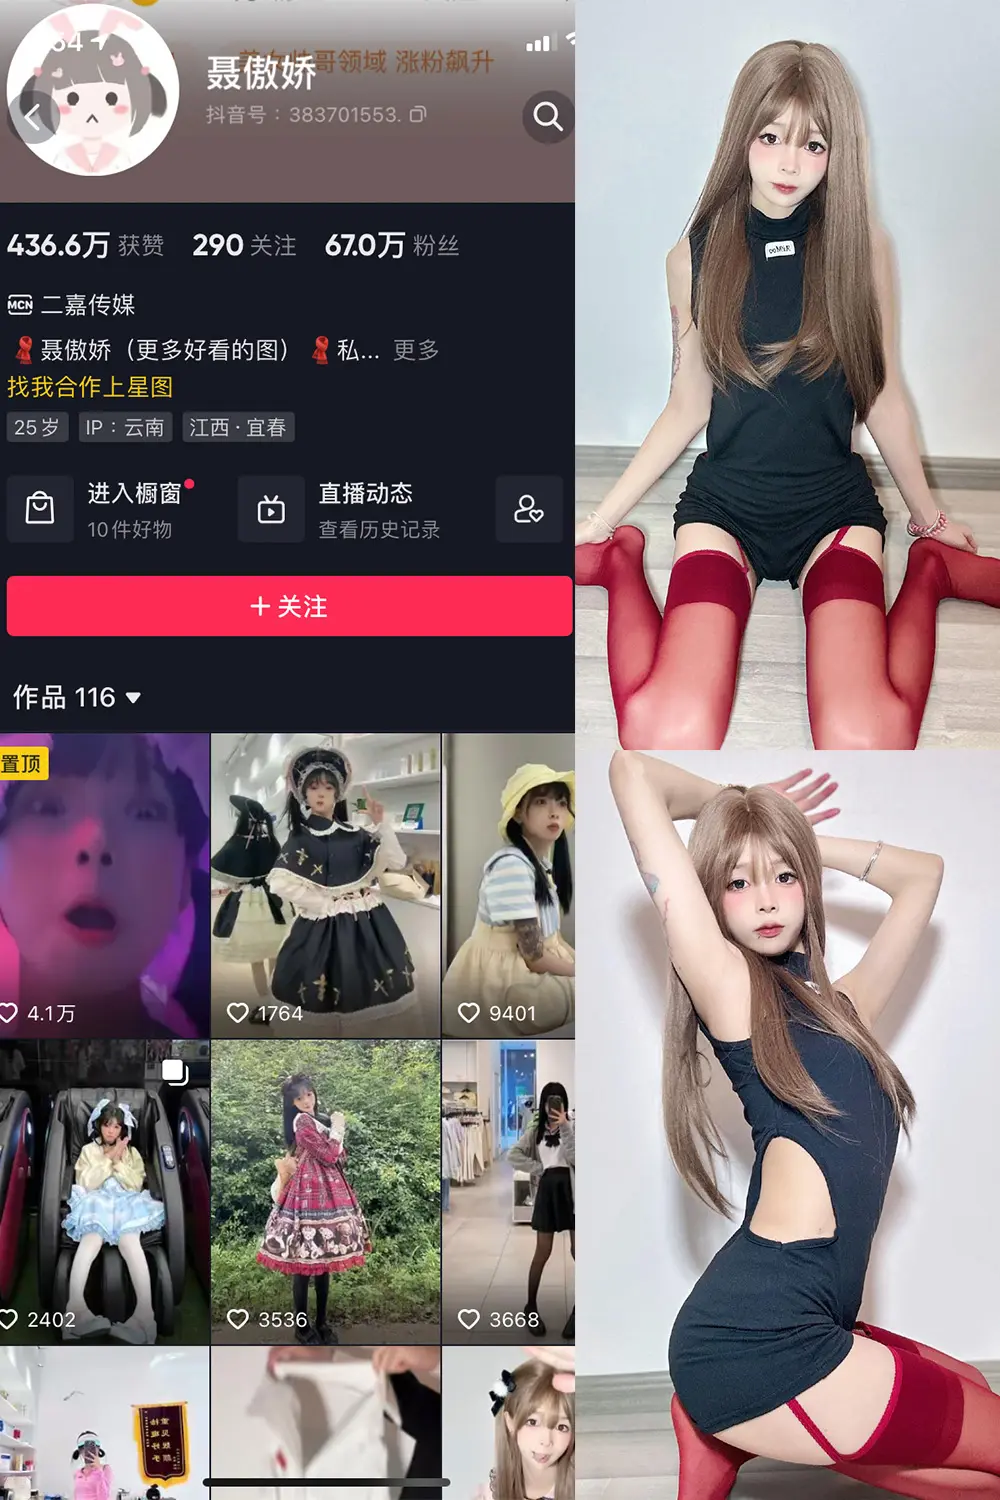 美女帅哥领域 涨粉飙升
聂傲娇
抖音号：383701553.
436.6万 获赞 290 关注 67.0万 粉丝
MCN 二嘉传媒
聂傲娇（更多好看的图） 私... 更多
找我合作上星图
25岁 IP：云南 江西·宜春
进入橱窗 直播动态
10件好物 查看历史记录
+ 关注
作品 116
置顶
4.1万 1764 9401
2402 3536 3668